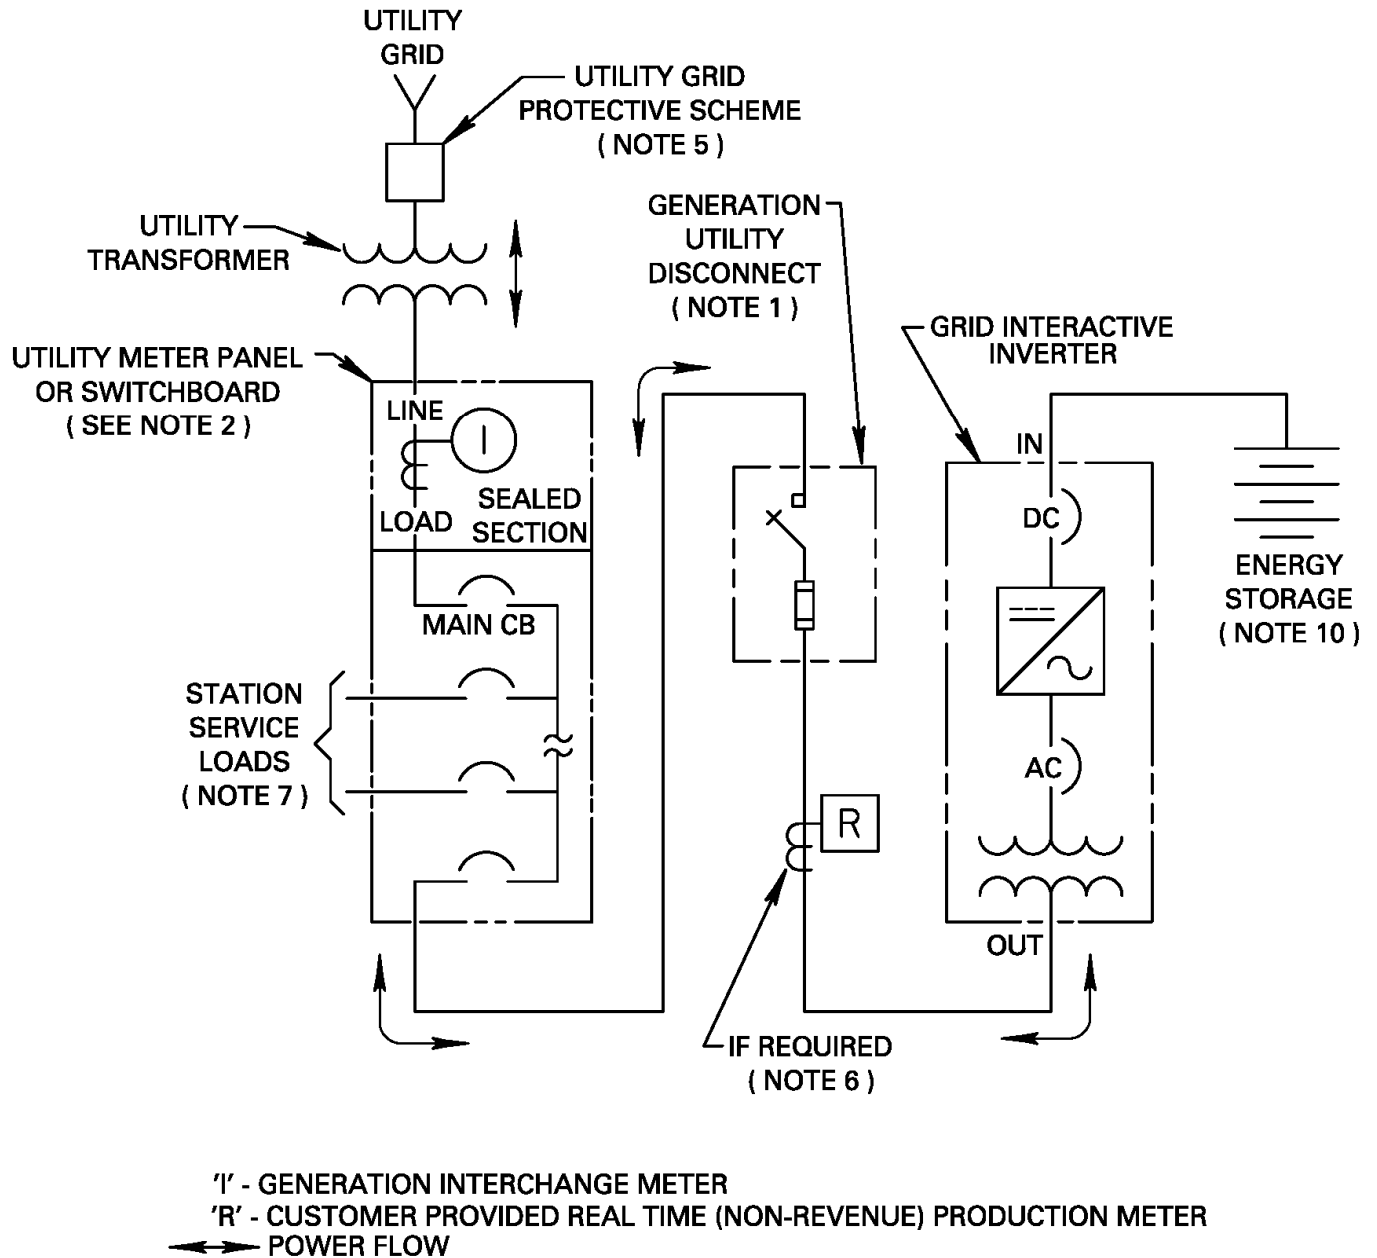 UTILITY
GRID
UTILITY GRID
PROTECTIVE SCHEME
( NOTE 5 )
UTILITY
TRANSFORMER
GENERATION
UTILITY
DISCONNECT
( NOTE 1 )
GRID INTERACTIVE
INVERTER
UTILITY METER PANEL
OR SWITCHBOARD
( SEE NOTE 2 )
LINE
I
SEALED
SECTION
LOAD
MAIN CB
STATION
SERVICE
LOADS
( NOTE 7 )
R
IF REQUIRED
( NOTE 6 )
IN
DC
AC
OUT
ENERGY
STORAGE
( NOTE 10 )
'I' - GENERATION INTERCHANGE METER
'R' - CUSTOMER PROVIDED REAL TIME (NON-REVENUE) PRODUCTION METER
POWER FLOW